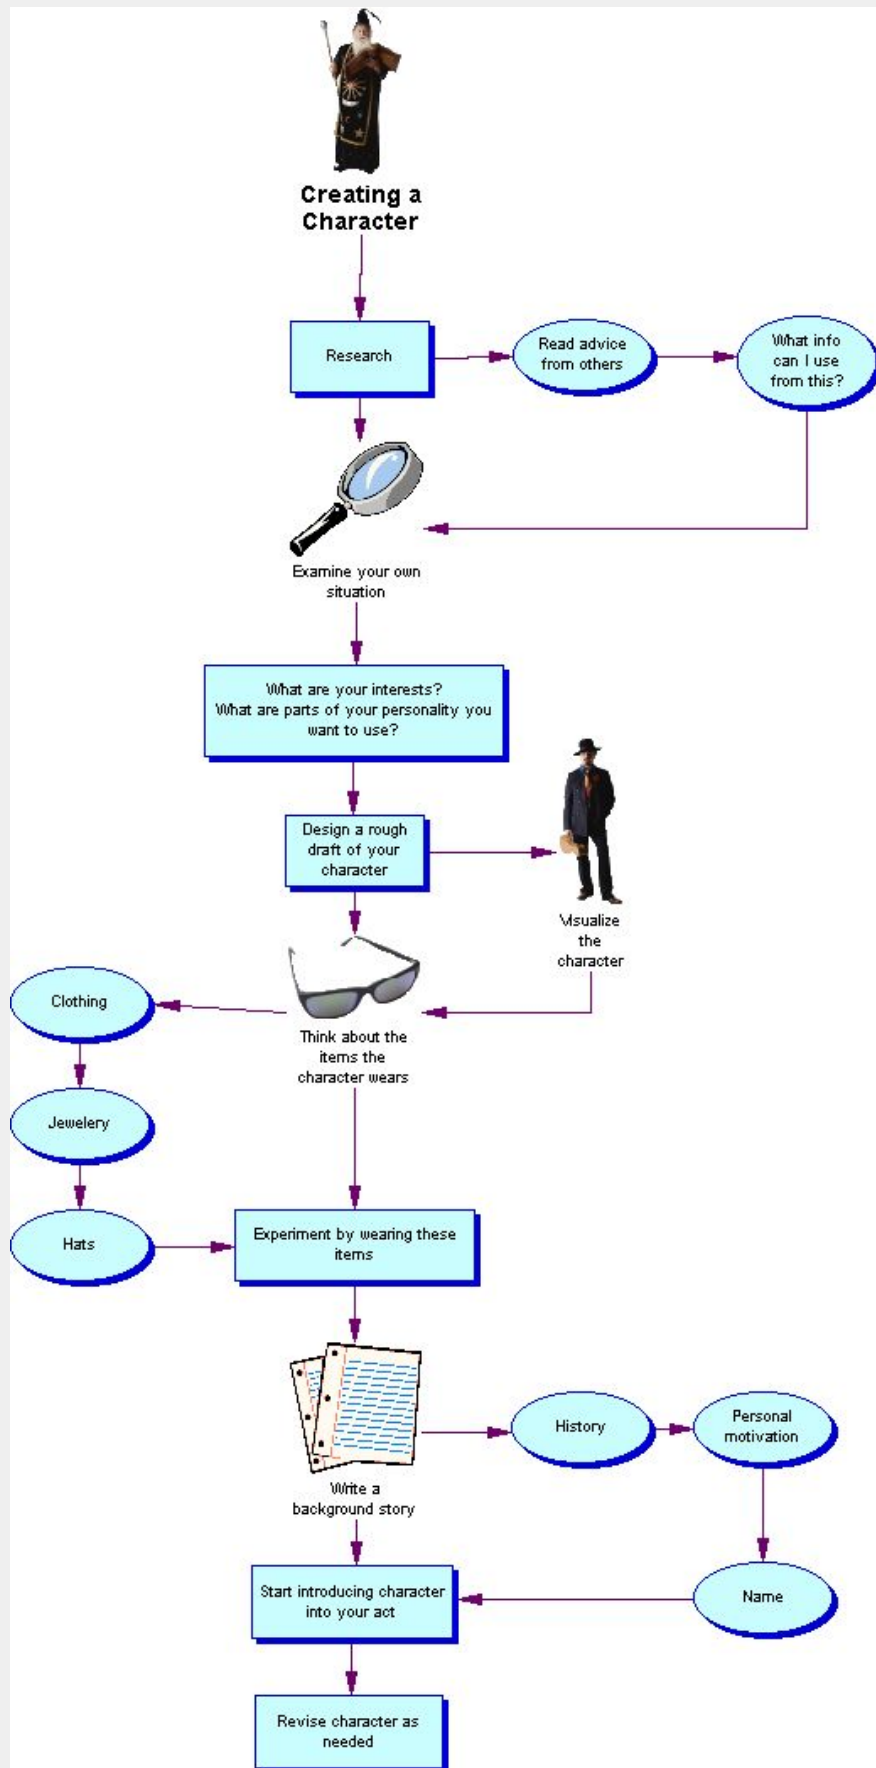 Creating a
Character
Research
Read advice
from others
What info
can I use
from this?
Examine your own
situation
What are your interests?
What are parts of your personality you
want to use?
Design a rough
draft of your
character
Visualize
the
character
Think about the
items the
character wears
Clothing
Jewelery
Hats
Experiment by wearing these
items
Write a
background story
History
Personal
motivation
Name
Start introducing character
into your act
Revise character as
needed